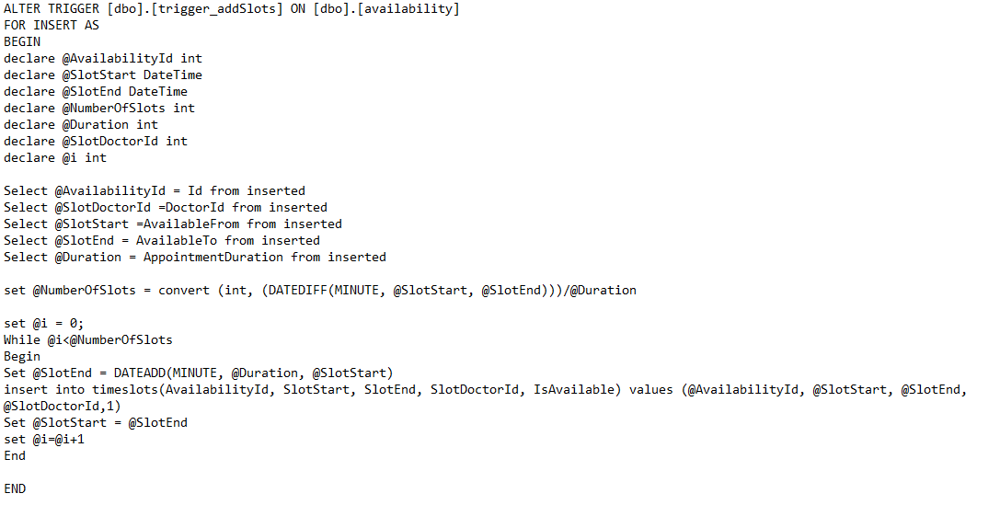 ALTER TRIGGER [dbo].[trigger_addSlots] ON [dbo].[availability]
FOR INSERT AS
BEGIN
declare @AvailabilityId int
declare @SlotStart DateTime
declare @SlotEnd DateTime
declare @NumberOfSlots int
declare @Duration int
declare @SlotDoctorId int
declare @i int

Select @AvailabilityId = Id from inserted
Select @SlotDoctorId =DoctorId from inserted
Select @SlotStart =AvailableFrom from inserted
Select @SlotEnd = AvailableTo from inserted
Select @Duration = AppointmentDuration from inserted

set @NumberOfSlots = convert (int, (DATEDIFF(MINUTE, @SlotStart, @SlotEnd)))/@Duration

set @i = 0;
While @i<@NumberOfSlots
Begin
Set @SlotEnd = DATEADD(MINUTE, @Duration, @SlotStart)
insert into timeslots(AvailabilityId, SlotStart, SlotEnd, SlotDoctorId, IsAvailable) values (@AvailabilityId, @SlotStart, @SlotEnd,
@SlotDoctorId,1)
Set @SlotStart = @SlotEnd
set @i=@i+1
End

END